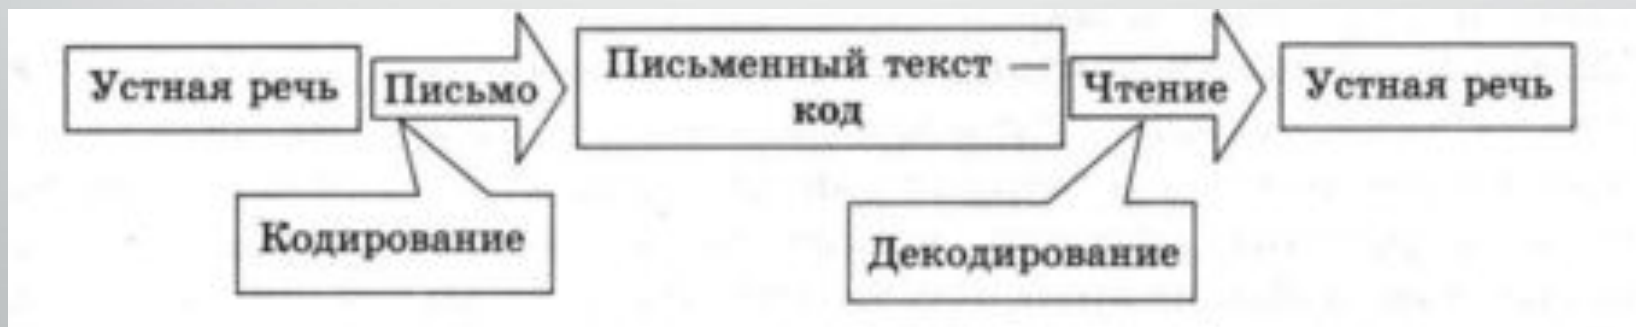 Устная речь
Письмо
Письменный текст —
код
Чтение
Устная речь
Кодирование
Декодирование